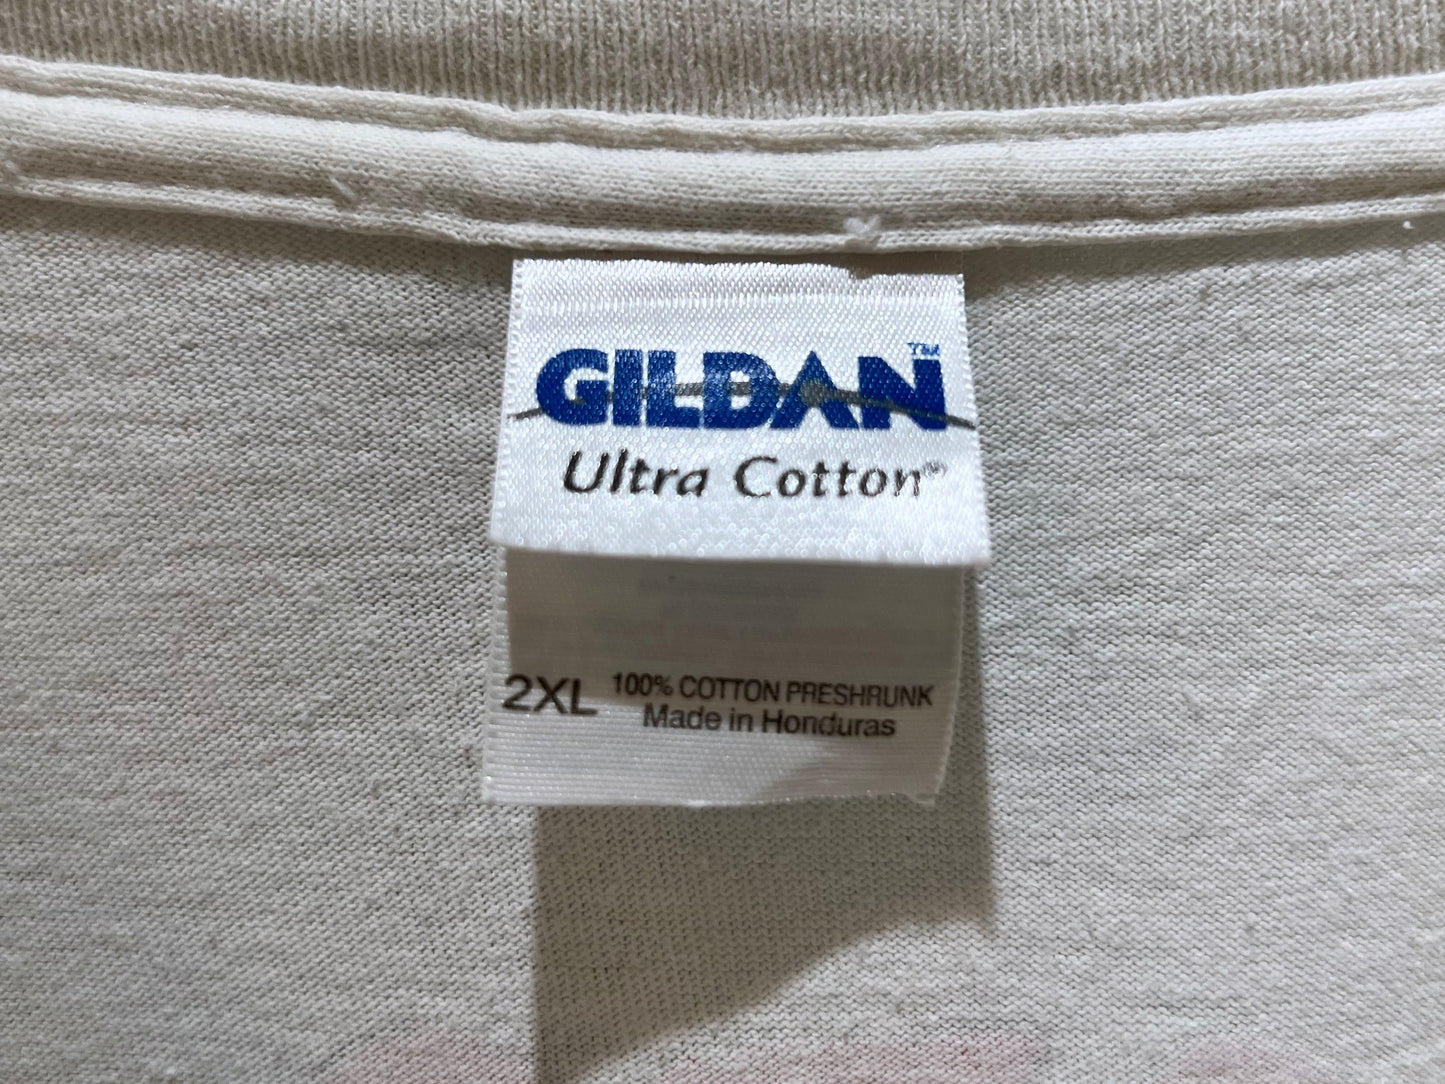 GILDAN™
Ultra Cotton®
2XL 100% COTTON PRESHRUNK
Made in Honduras